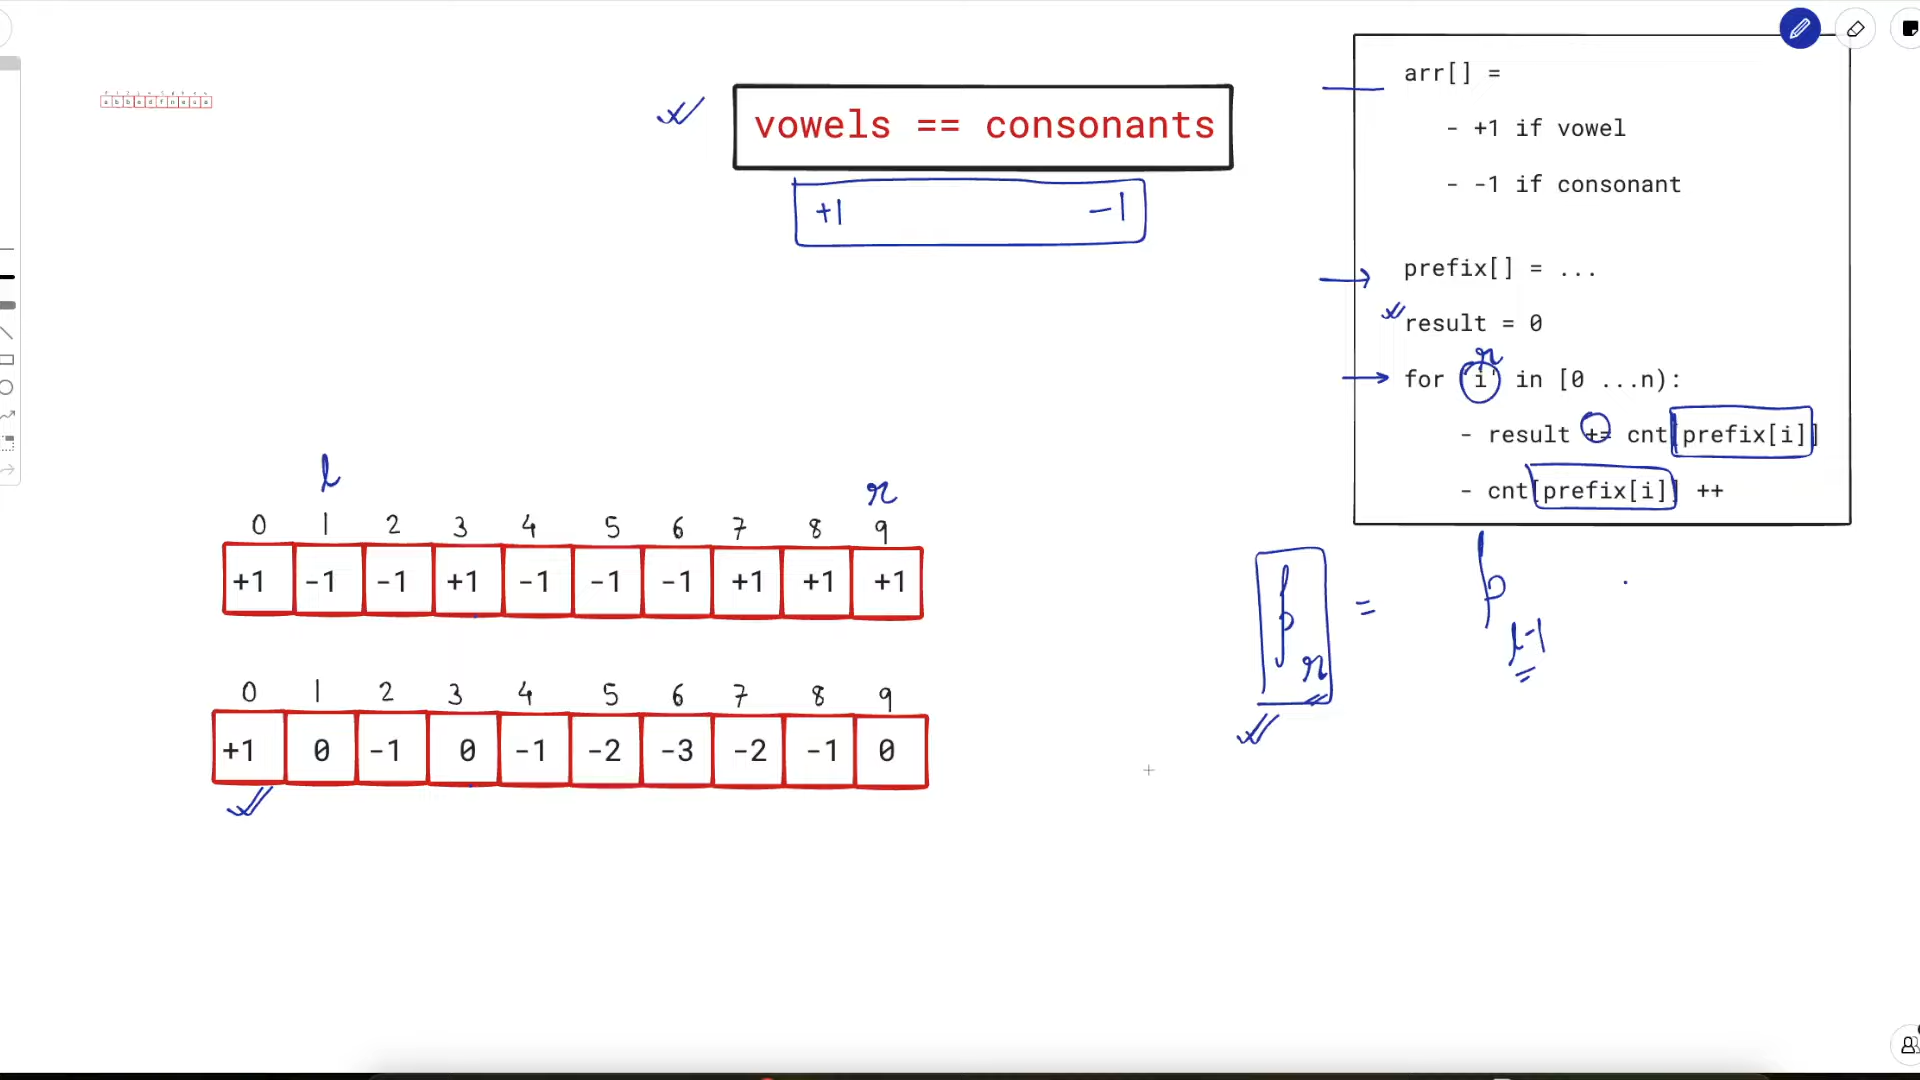 vowels == consonants
+1 -1
arr[] =
- +1 if vowel
- -1 if consonant
prefix[] = ...
result = 0
r
for 'i' in [0 ...n):
- result += cnt[prefix[i]]
- cnt[prefix[i]] ++
l r
0 1 2 3 4 5 6 7 8 9
+1 -1 -1 +1 -1 -1 -1 +1 +1 +1
p r = p l-1
0 1 2 3 4 5 6 7 8 9
+1 0 -1 0 -1 -2 -3 -2 -1 0